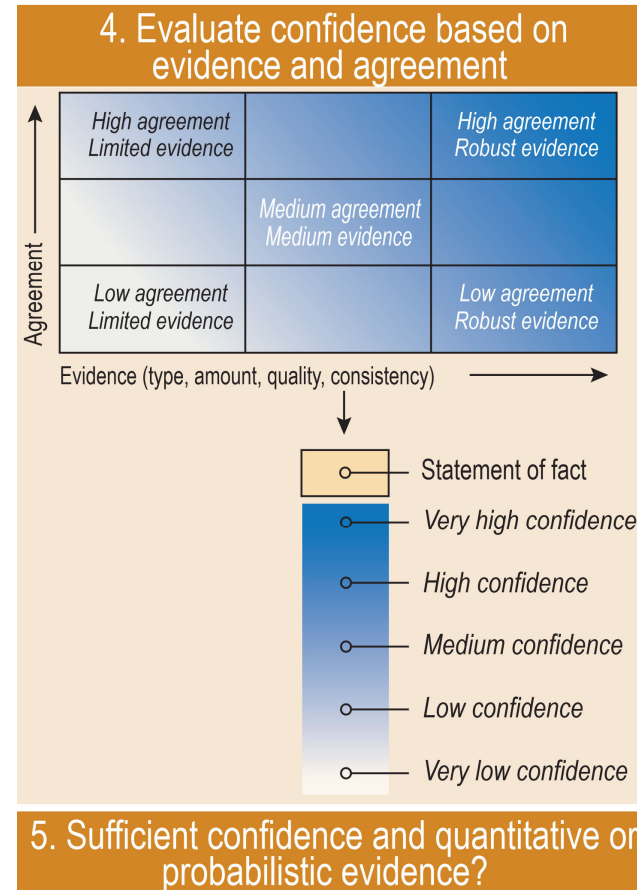 4. Evaluate confidence based on
evidence and agreement
High agreement
Limited evidence
High agreement
Robust evidence
Medium agreement
Medium evidence
Low agreement
Limited evidence
Low agreement
Robust evidence
Agreement
Evidence (type, amount, quality, consistency)
Statement of fact
Very high confidence
High confidence
Medium confidence
Low confidence
Very low confidence
5. Sufficient confidence and quantitative or
probabilistic evidence?